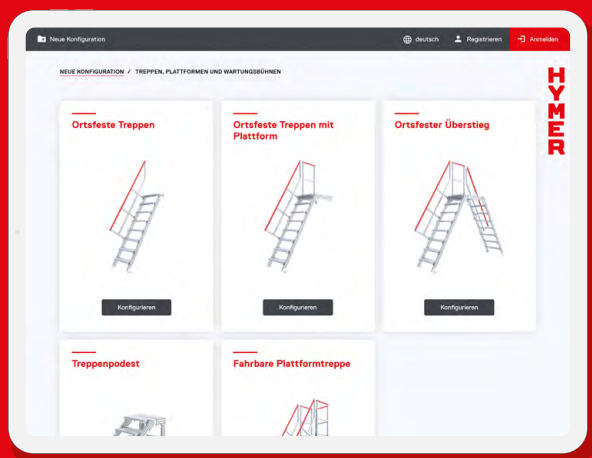 Neue Konfiguration
deutsch
Registrieren
Anmelden
NEUE KONFIGURATION / TREPPEN, PLATTFORMEN UND WARTUNGSBÜHNEN
HYMER
Ortsfeste Treppen
Ortsfeste Treppen mit
Plattform
Ortsfester Überstieg
Konfigurieren
Konfigurieren
Konfigurieren
Treppenpodest
Fahrbare Plattformtreppe